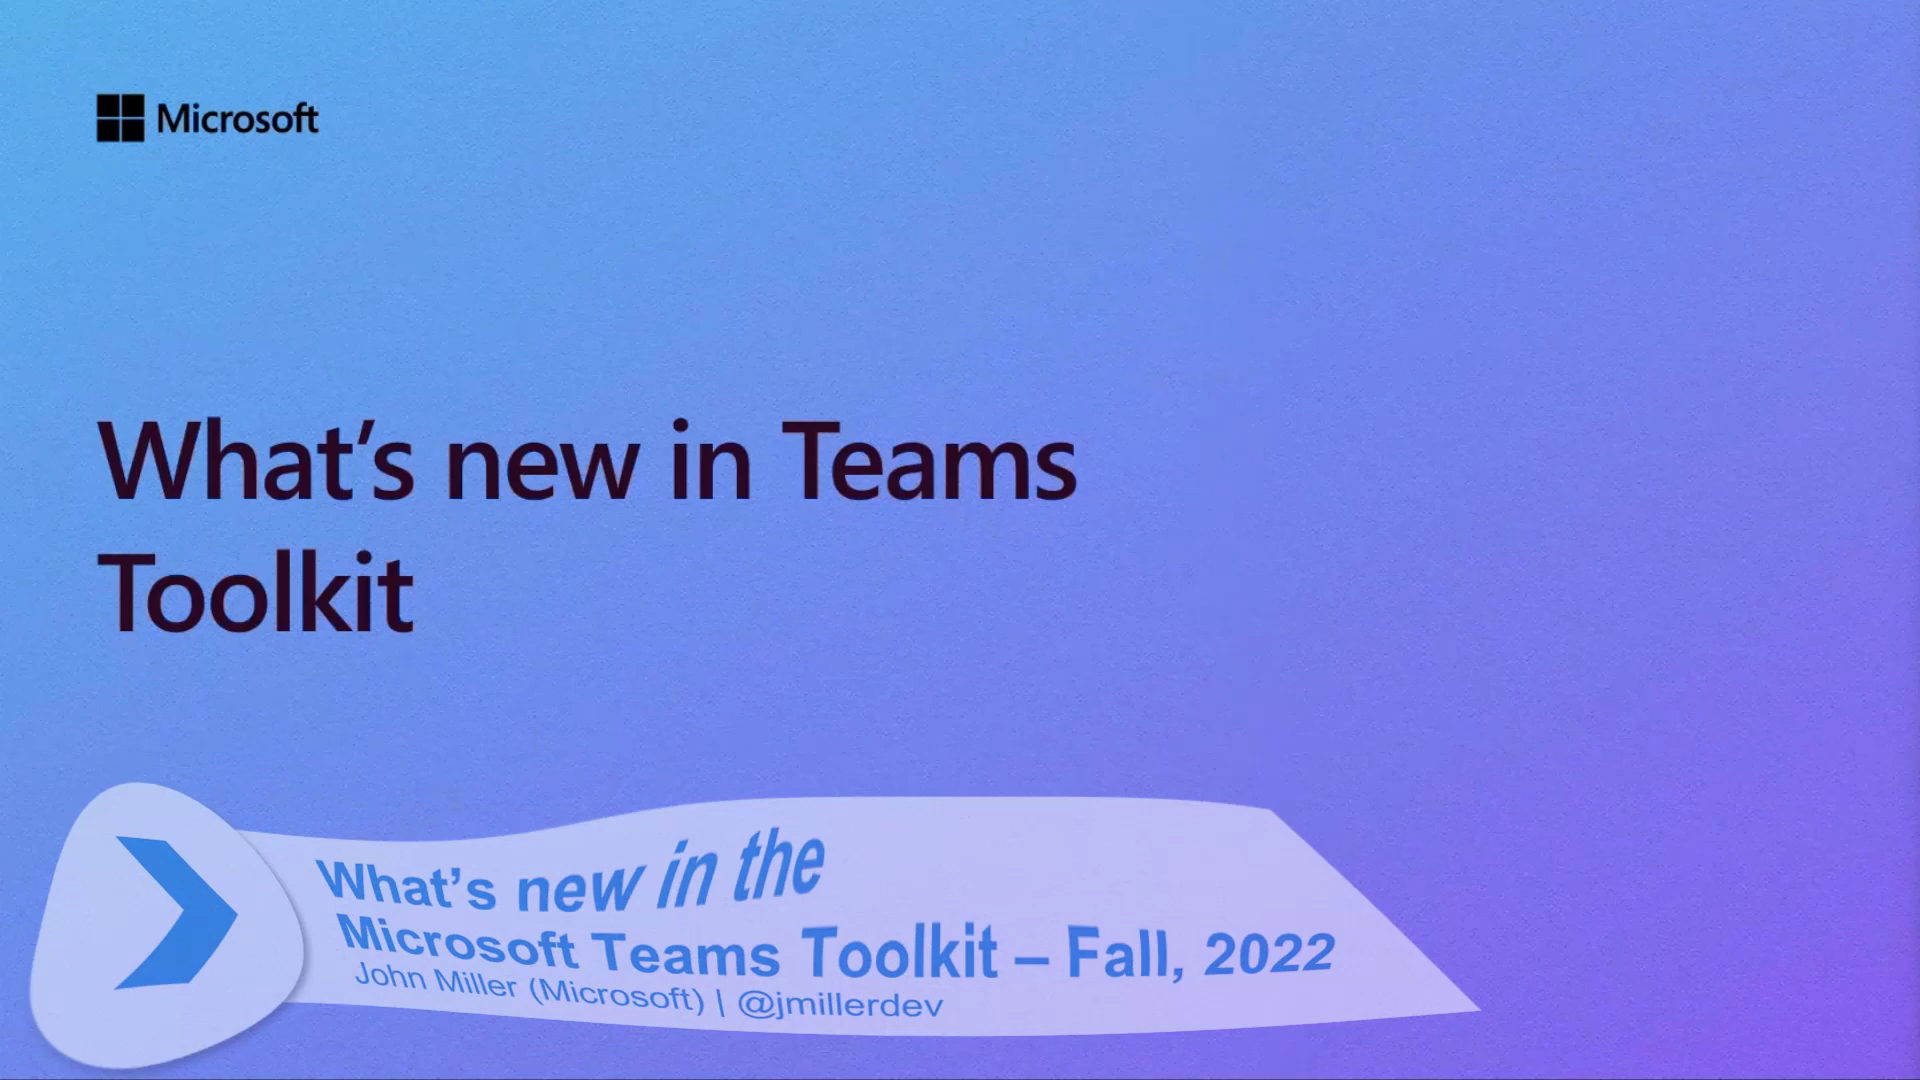 Microsoft
What’s new in Teams
Toolkit
What’s new in the
Microsoft Teams Toolkit – Fall, 2022
John Miller (Microsoft) | @jmillerdev